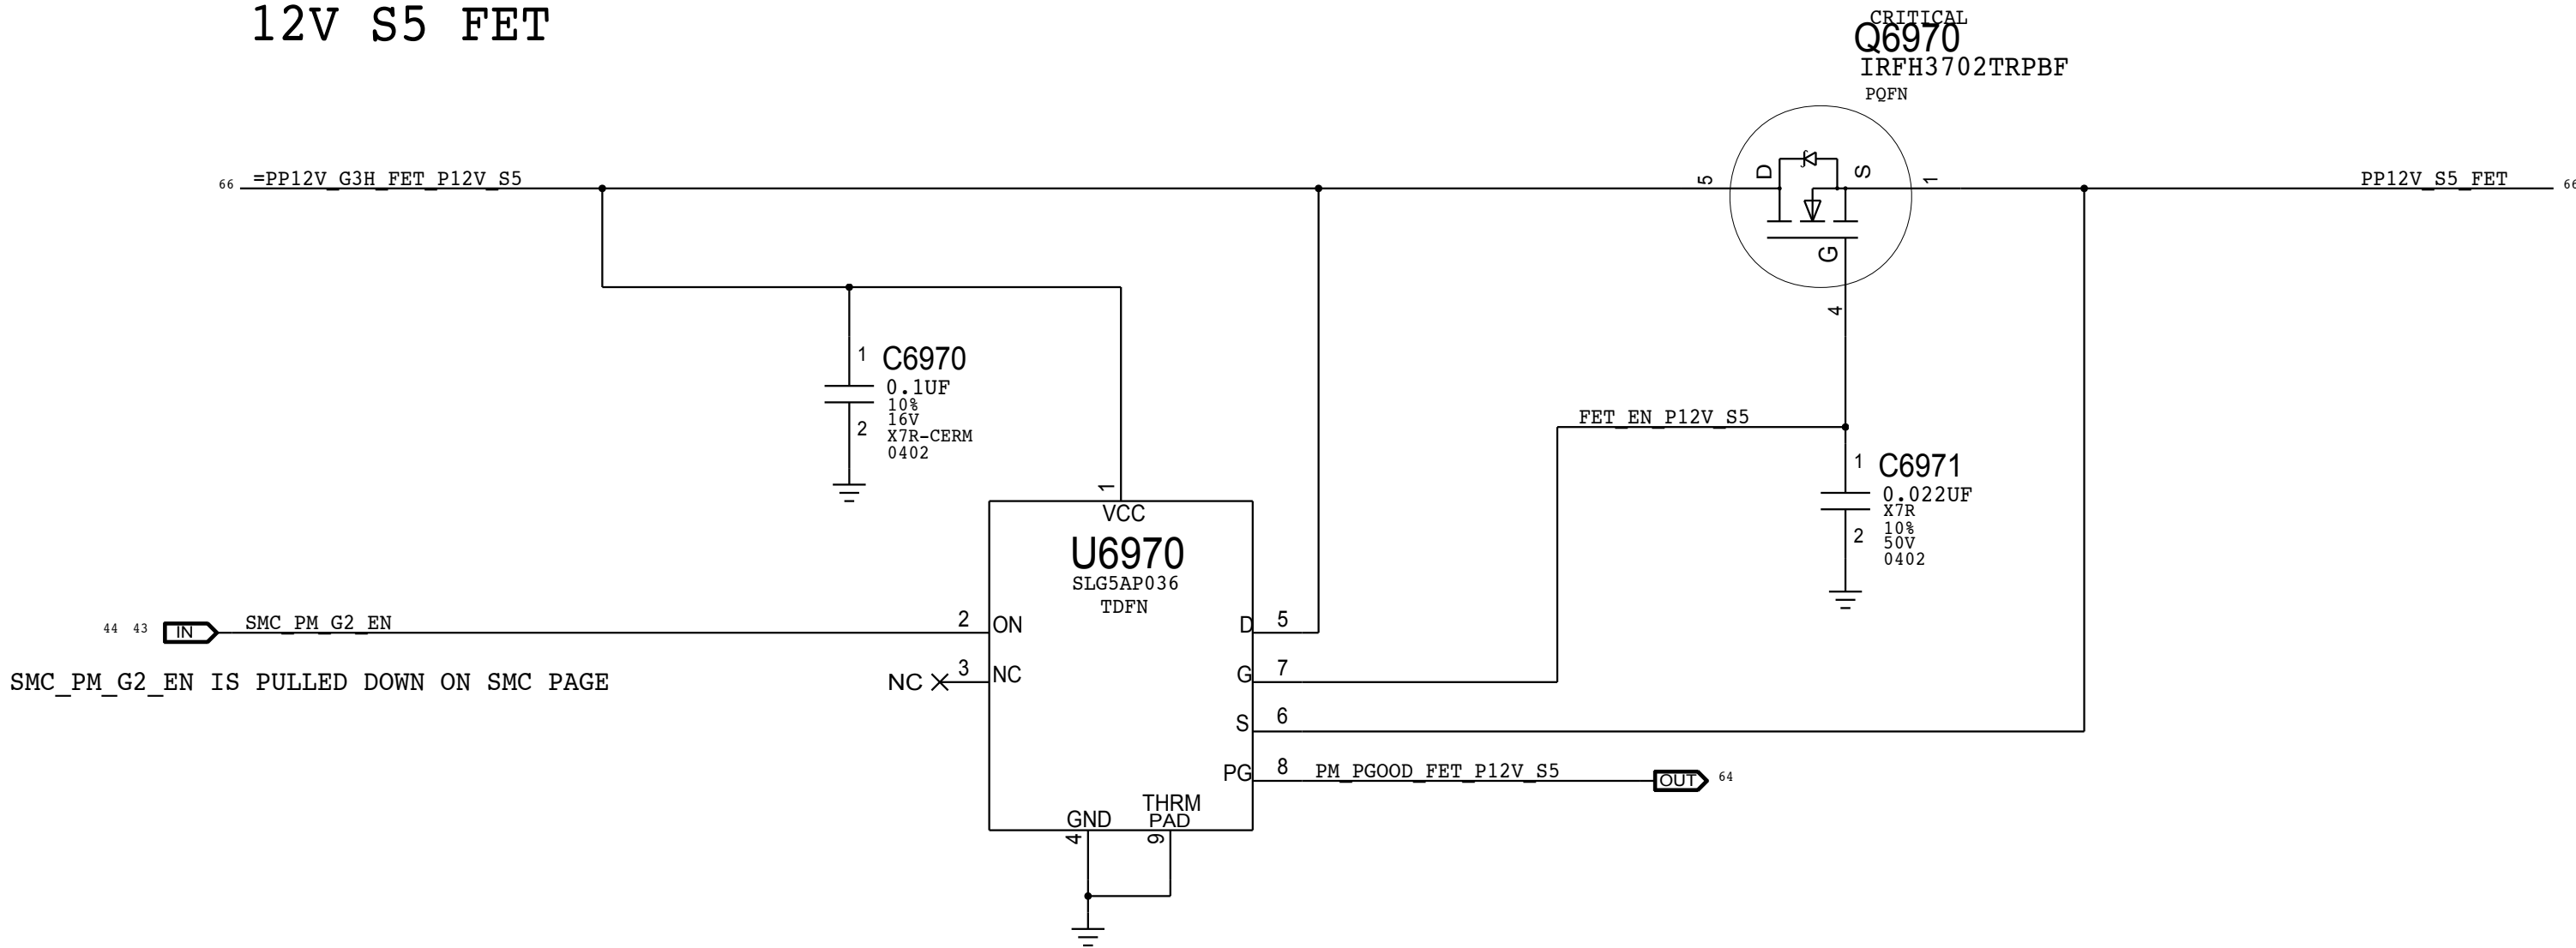 12V S5 FET
CRITICAL
Q6970
IRFH3702TRPBF
PQFN
66 =PP12V_G3H_FET_P12V_S5
5
D
S
1
PP12V_S5_FET 66
G
4
1 C6970
0.1UF
10%
16V
2 X7R-CERM
0402
FET_EN_P12V_S5
1 C6971
0.022UF
X7R
10%
2 50V
0402
1
VCC
U6970
SLG5AP036
TDFN
44 43 IN SMC_PM_G2_EN 2 ON
D 5
SMC_PM_G2_EN IS PULLED DOWN ON SMC PAGE
NC 3 NC
G 7
S 6
PG 8 PM_PGOOD_FET_P12V_S5 OUT 64
THRM
GND PAD
4 9